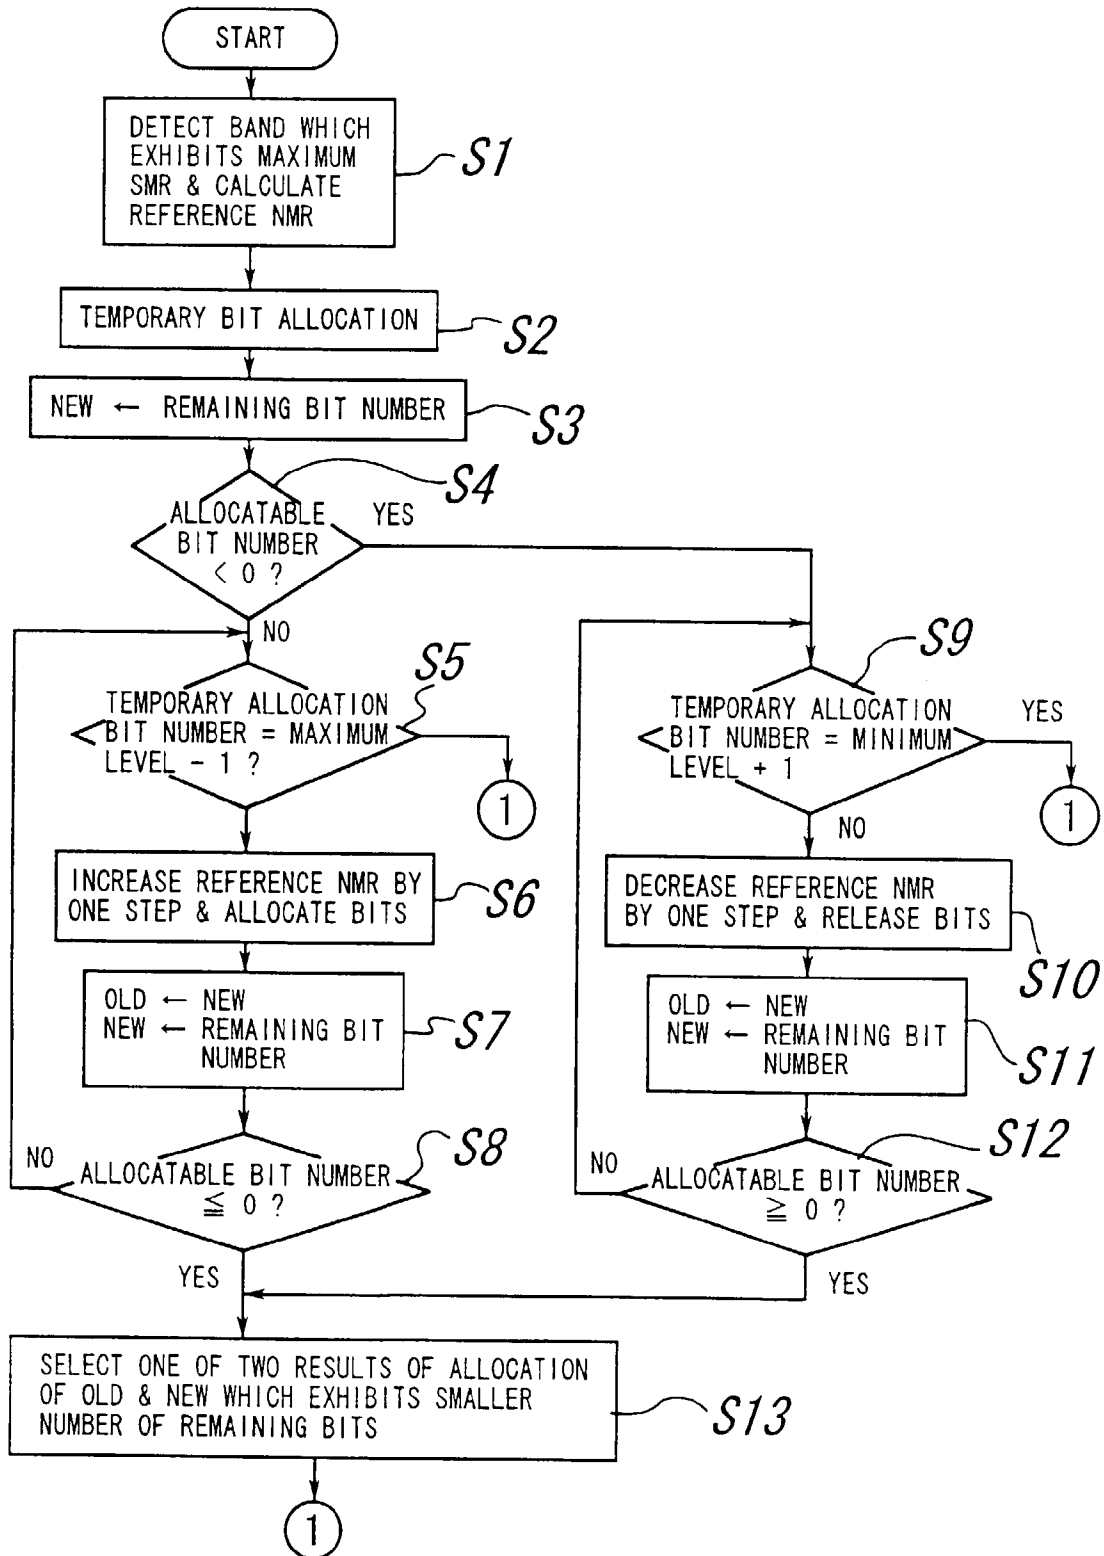 START
DETECT BAND WHICH
EXHIBITS MAXIMUM
SMR & CALCULATE
REFERENCE NMR
S1
TEMPORARY BIT ALLOCATION
S2
NEW ← REMAINING BIT NUMBER
S3
S4
ALLOCATABLE
BIT NUMBER
< 0 ?
YES
NO
S5
TEMPORARY ALLOCATION
BIT NUMBER = MAXIMUM
LEVEL - 1 ?
1
INCREASE REFERENCE NMR BY
ONE STEP & ALLOCATE BITS
S6
OLD ← NEW
NEW ← REMAINING BIT
NUMBER
S7
S8
NO
ALLOCATABLE BIT NUMBER
≦ 0 ?
YES
S9
TEMPORARY ALLOCATION
BIT NUMBER = MINIMUM
LEVEL + 1
YES
1
NO
DECREASE REFERENCE NMR
BY ONE STEP & RELEASE BITS
S10
OLD ← NEW
NEW ← REMAINING BIT
NUMBER
S11
S12
NO
ALLOCATABLE BIT NUMBER
≧ 0 ?
YES
SELECT ONE OF TWO RESULTS OF ALLOCATION
OF OLD & NEW WHICH EXHIBITS SMALLER
NUMBER OF REMAINING BITS
S13
1